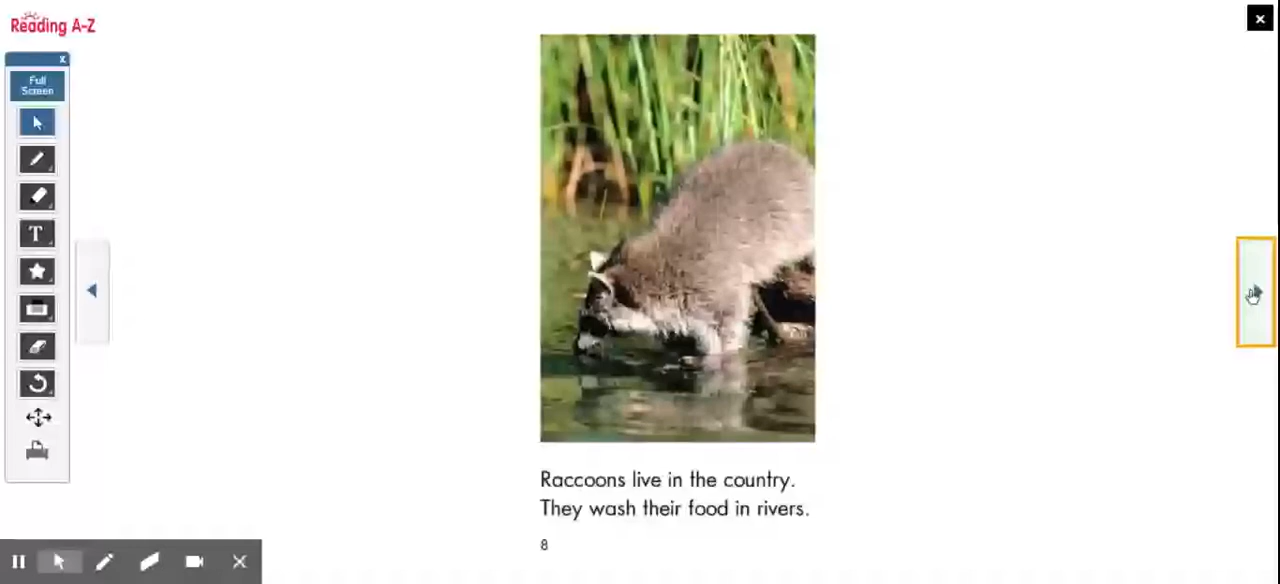 Reading A-Z
x
Full
Screen
T
Raccoons live in the country.
They wash their food in rivers.
8